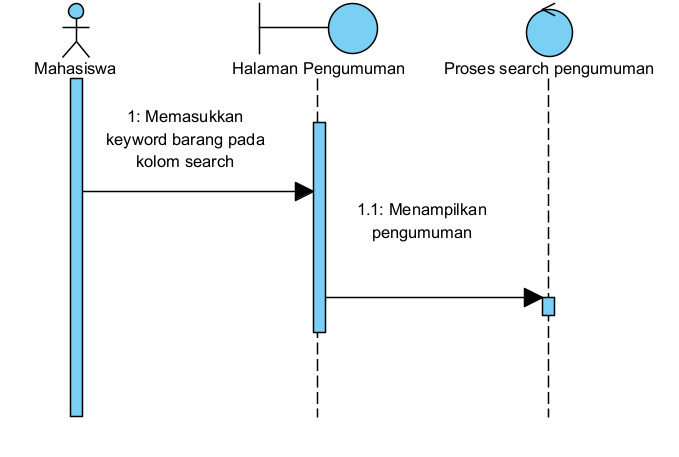 Mahasiswa
Halaman Pengumuman
Proses search pengumuman
1: Memasukkan
keyword barang pada
kolom search
1.1: Menampilkan
pengumuman